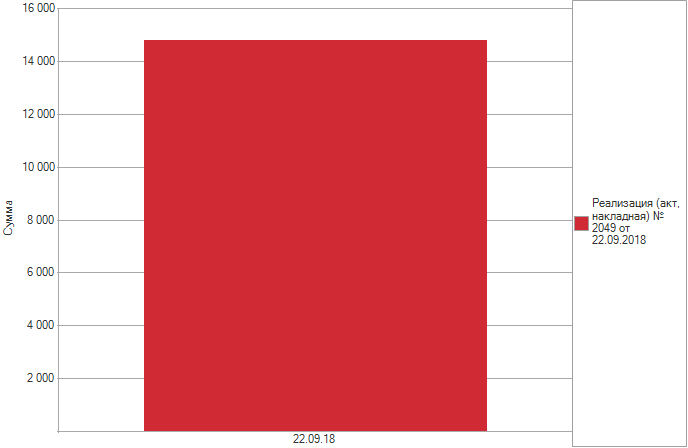 16 000
14 000
12 000
10 000
8 000
6 000
4 000
2 000
Сумма
22.09.18
Реализация (акт,
накладная) №
2049 от
22.09.2018